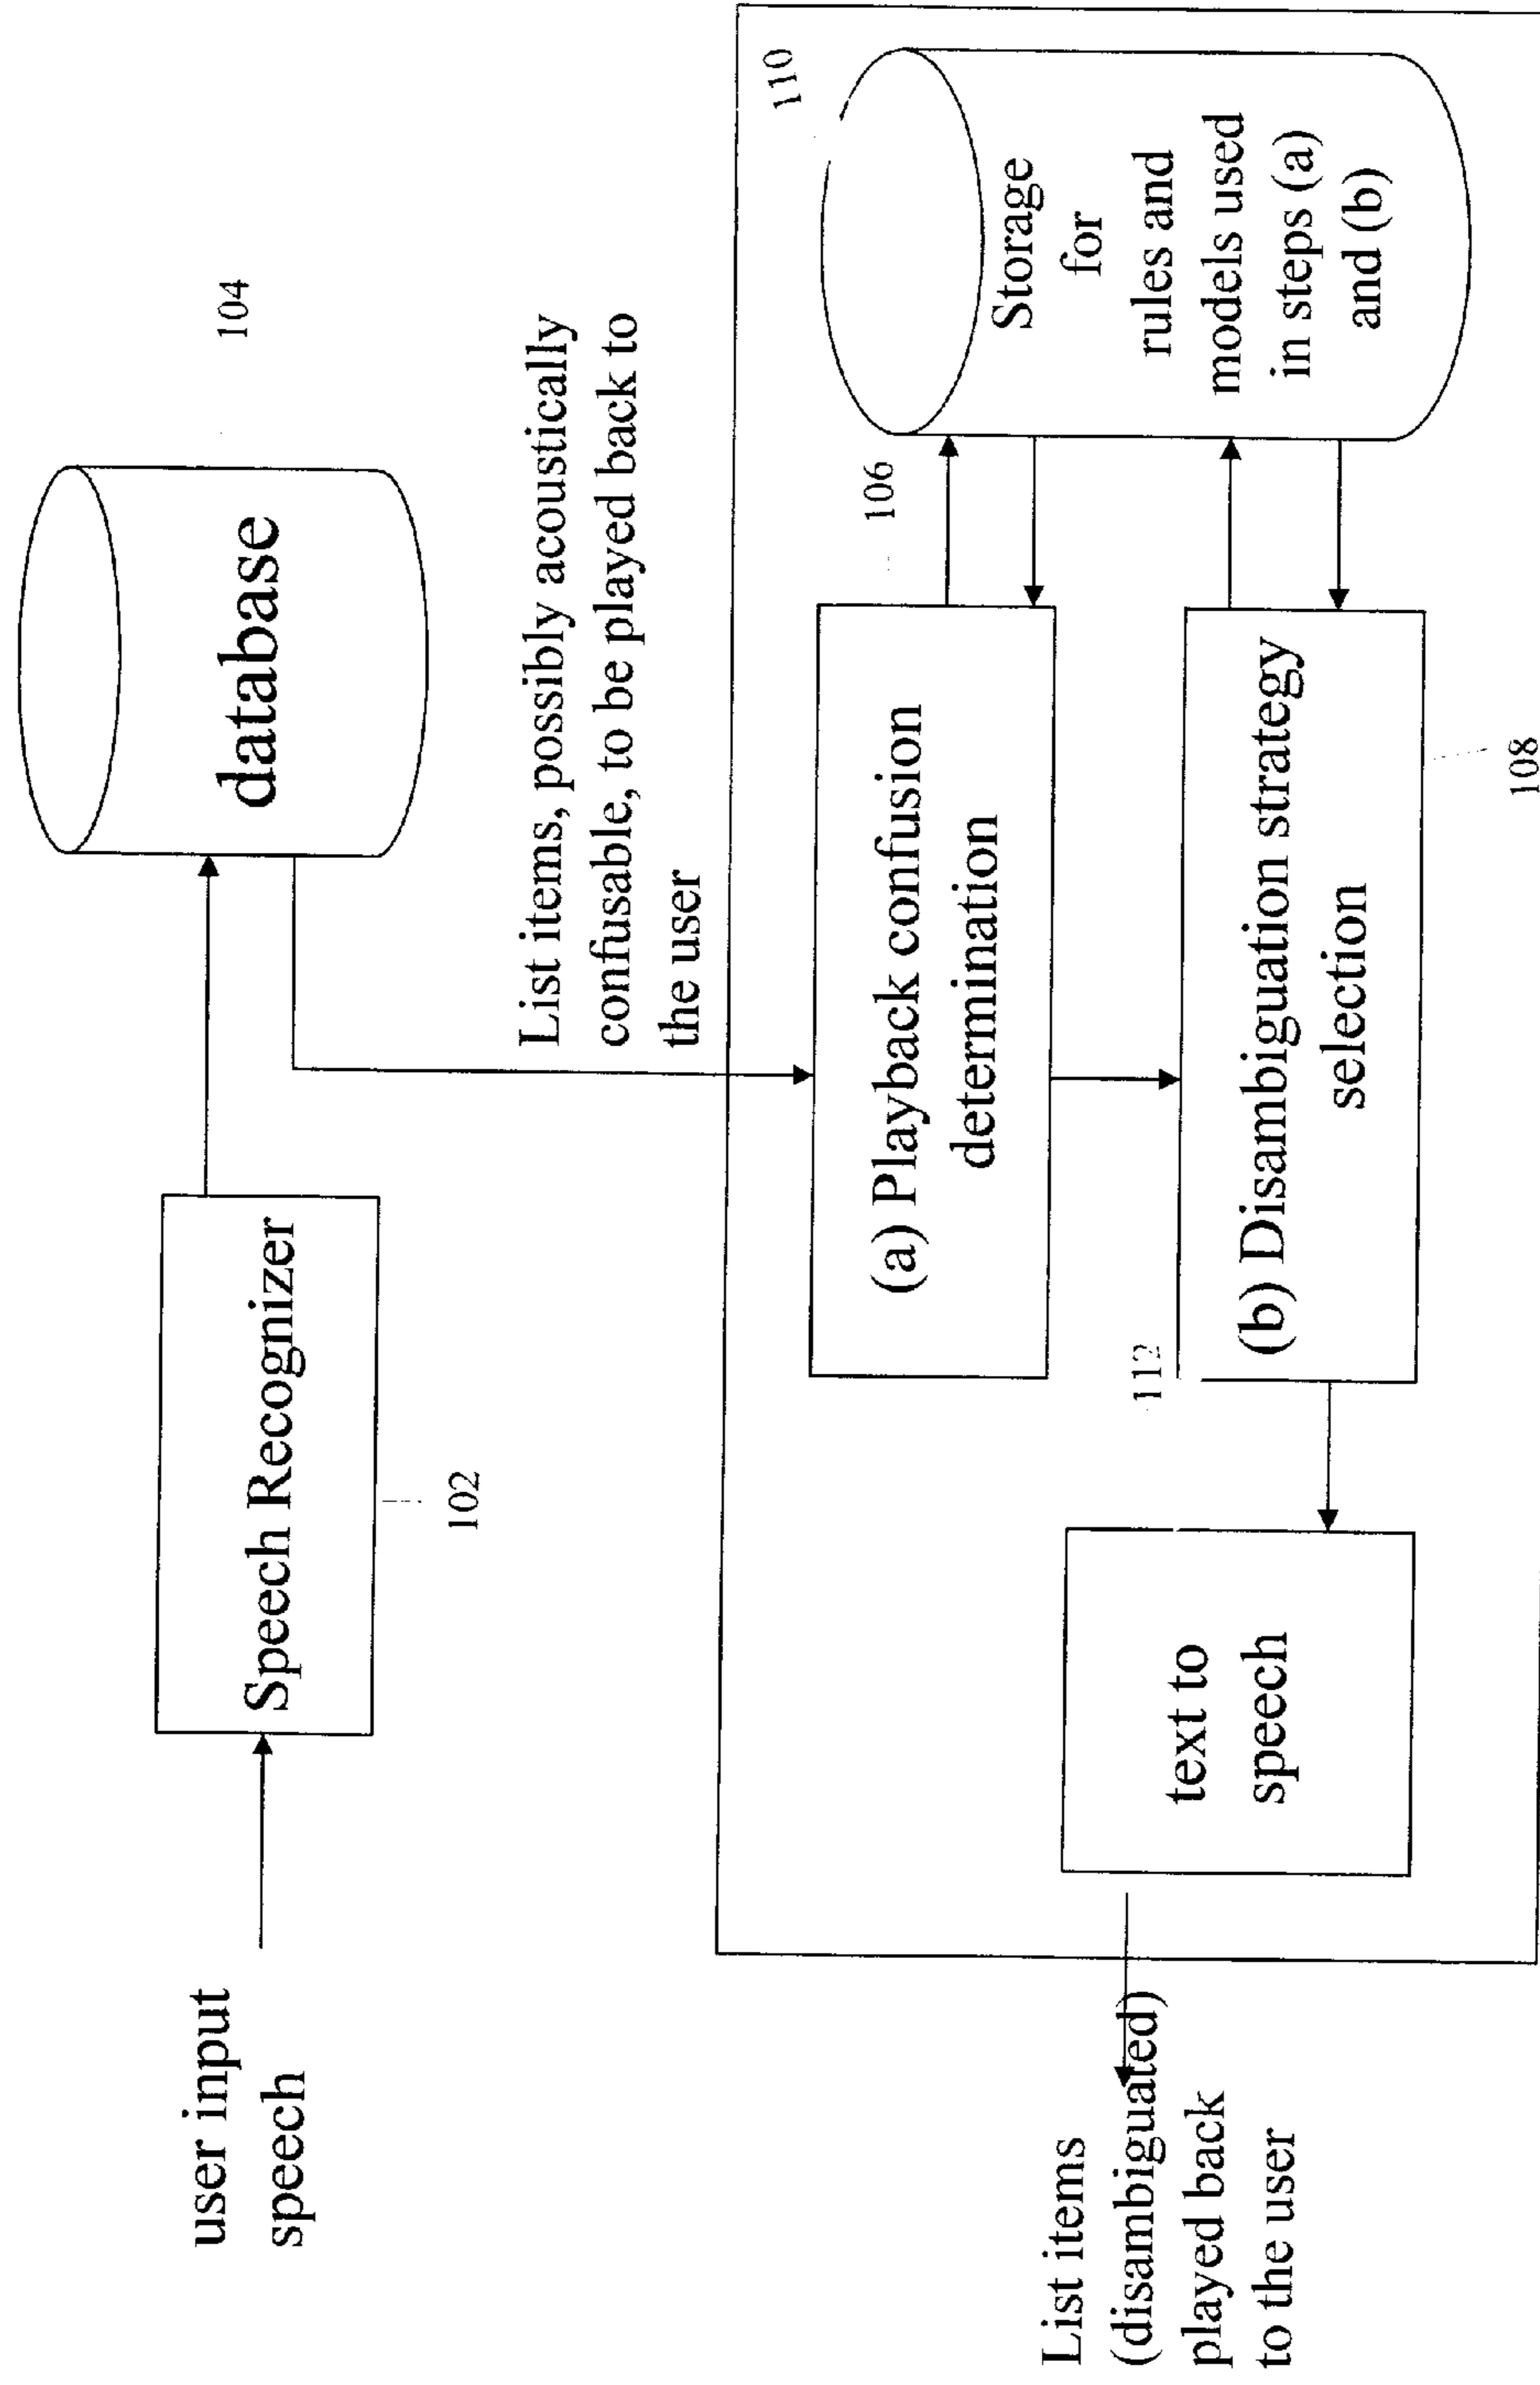 user input
speech
Speech Recognizer
102
database
104
List items, possibly acoustically
confusable, to be played back to
the user
(a) Playback confusion
determination
106
Storage
for
rules and
models used
in steps (a)
and (b)
110
(b) Disambiguation strategy
selection
108
112
text to
speech
List items
(disambiguated)
played back
to the user